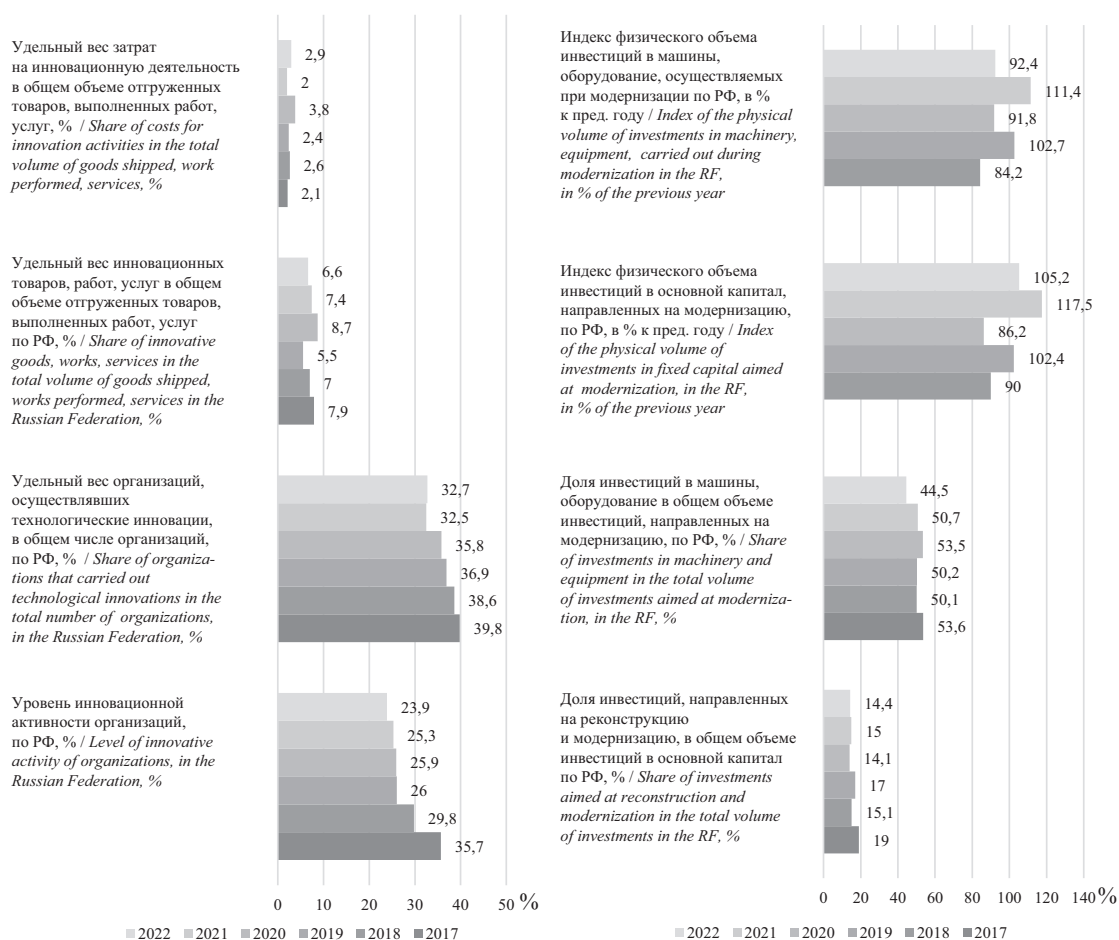 Удельный вес затрат
на инновационную деятельность
в общем объеме отгруженных
товаров, выполненных работ,
услуг, % / Share of costs for
innovation activities in the total
volume of goods shipped, work
performed, services, %
2,9
2
3,8
2,4
2,6
2,1
Удельный вес инновационных
товаров, работ, услуг в общем
объеме отгруженных товаров,
выполненных работ, услуг
по РФ, % / Share of innovative
goods, works, services in the
total volume of goods shipped,
works performed, services in the
Russian Federation, %
6,6
7,4
8,7
5,5
7
7,9
Удельный вес организаций,
осуществлявших
технологические инновации,
в общем числе организаций,
по РФ, % / Share of organiza-
tions that carried out
technological innovations in the
total number of organizations,
in the Russian Federation, %
32,7
32,5
35,8
36,9
38,6
39,8
Уровень инновационной
активности организаций,
по РФ, % / Level of innovative
activity of organizations, in the
Russian Federation, %
23,9
25,3
25,9
26
29,8
35,7
0 10 20 30 40 50 %
2022 2021 2020 2019 2018 2017
Индекс физического объема
инвестиций в машины,
оборудование, осуществляемых
при модернизации по РФ, в %
к пред. году / Index of the physical
volume of investments in machinery,
equipment, carried out during
modernization in the RF,
in % of the previous year
92,4
111,4
91,8
102,7
84,2
Индекс физического объема
инвестиций в основной капитал,
направленных на модернизацию,
по РФ, в % к пред. году / Index
of the physical volume of
investments in fixed capital aimed
at modernization, in the RF,
in % of the previous year
105,2
117,5
86,2
102,4
90
Доля инвестиций в машины,
оборудование в общем объеме
инвестиций, направленных на
модернизацию, по РФ, % / Share
of investments in machinery and
equipment in the total volume
of investments aimed at moderniza-
tion, in the RF, %
44,5
50,7
53,5
50,2
50,1
53,6
Доля инвестиций, направленных
на реконструкцию
и модернизацию, в общем объеме
инвестиций в основной капитал
по РФ, % / Share of investments
aimed at reconstruction and
modernization in the total volume
of investments in the RF, %
14,4
15
14,1
17
15,1
19
0 20 40 60 80 100 120 140 %
2022 2021 2020 2019 2018 2017